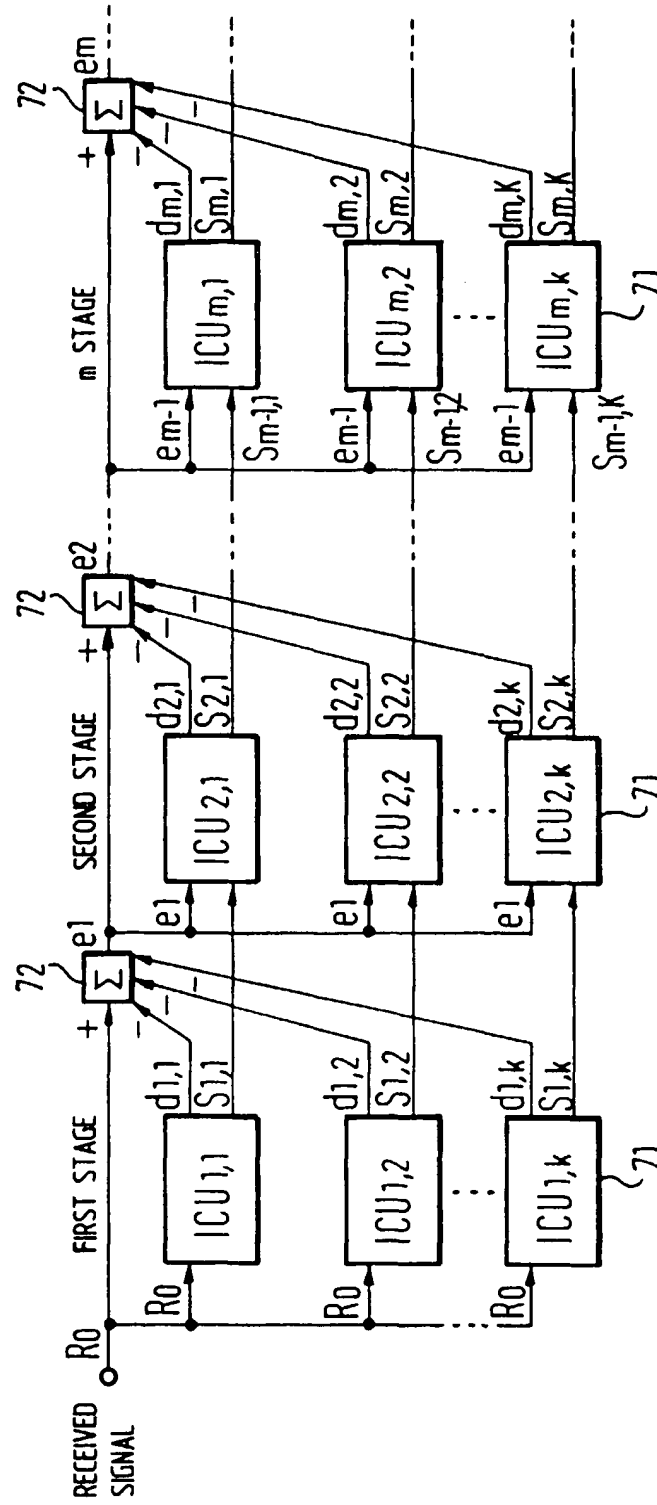 RECEIVED
SIGNAL
R0
FIRST STAGE
R0
R0
R0
ICU1,1
ICU1,2
ICU1,k
71
d1,1
S1,1
d1,2
S1,2
d1,k
S1,k
+
−
−
−
72
Σ
e1
SECOND STAGE
e1
e1
e1
ICU2,1
ICU2,2
ICU2,k
71
d2,1
S2,1
d2,2
S2,2
d2,k
S2,k
+
−
−
−
72
Σ
e2
m STAGE
em-1
Sm-1,1
em-1
Sm-1,2
em-1
Sm-1,K
ICUm,1
ICUm,2
ICUm,k
71
dm,1
Sm,1
dm,2
Sm,2
dm,K
Sm,K
+
−
−
−
72
Σ
em